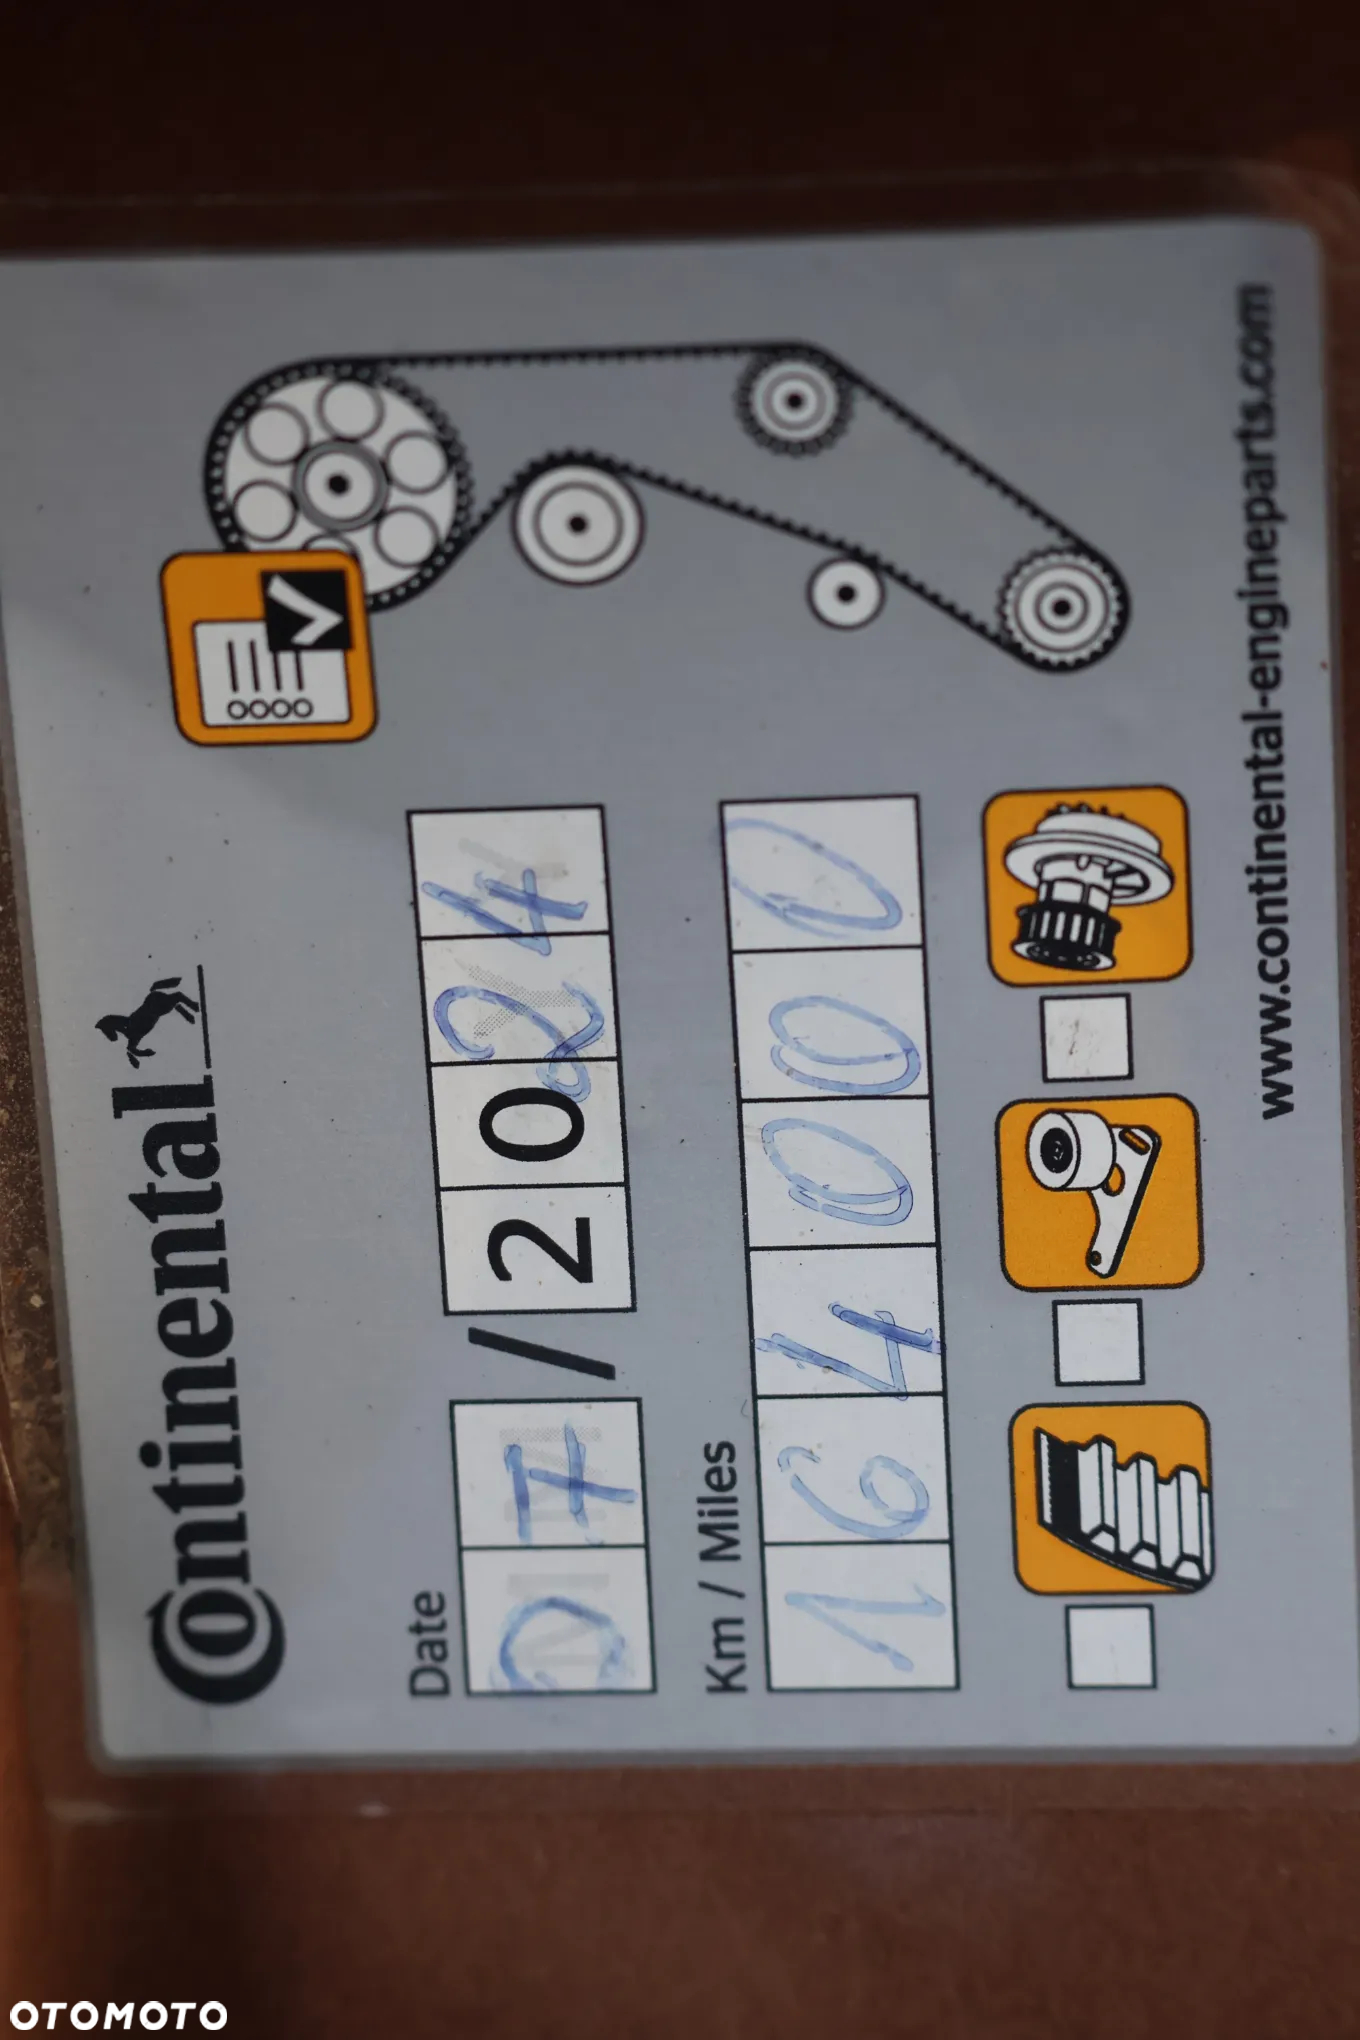 Continental
Date
07/2024
Km / Miles
164000
www.continental-engineparts.com
OTOMOTO